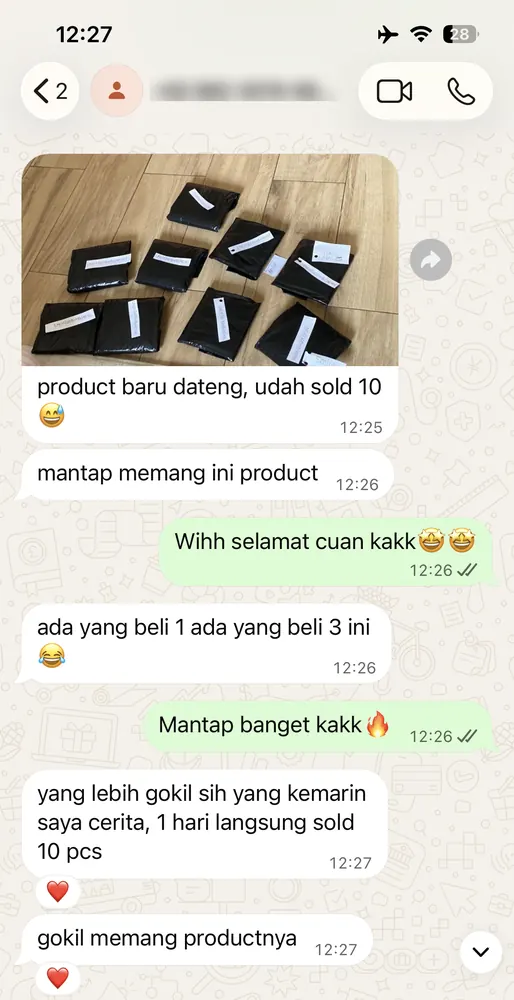 12:27
28
2
product baru dateng, udah sold 10
😅
12:25
mantap memang ini product
12:26
Wihh selamat cuan kakk🤩🤩
12:26
ada yang beli 1 ada yang beli 3 ini
😂
12:26
Mantap banget kakk🔥
12:26
yang lebih gokil sih yang kemarin
saya cerita, 1 hari langsung sold
10 pcs
12:27
❤️
gokil memang productnya
12:27
❤️